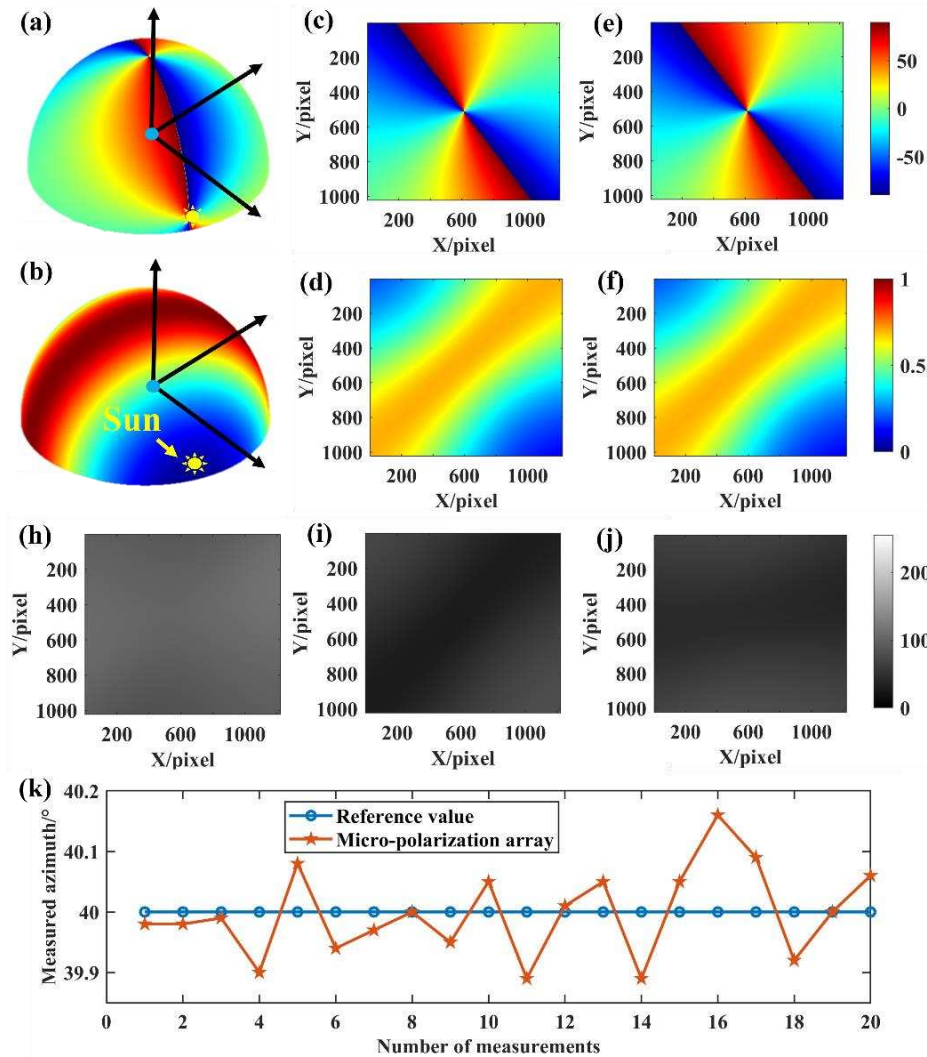 (a)
(c)
200
400
600
800
1000
Y/pixel
200 600 1000
X/pixel
(e)
200
400
600
800
1000
Y/pixel
200 600 1000
X/pixel
50
0
-50
(b)
Sun
(d)
200
400
600
800
1000
Y/pixel
200 600 1000
X/pixel
(f)
200
400
600
800
1000
Y/pixel
200 600 1000
X/pixel
1
0.5
0
(h)
200
400
600
800
1000
Y/pixel
200 600 1000
X/pixel
(i)
200
400
600
800
1000
Y/pixel
200 600 1000
X/pixel
(j)
200
400
600
800
1000
Y/pixel
200 600 1000
X/pixel
200
100
0
(k)
40.2
40.1
40
39.9
Measured azimuth/°
Reference value
Micro-polarization array
0 2 4 6 8 10 12 14 16 18 20
Number of measurements